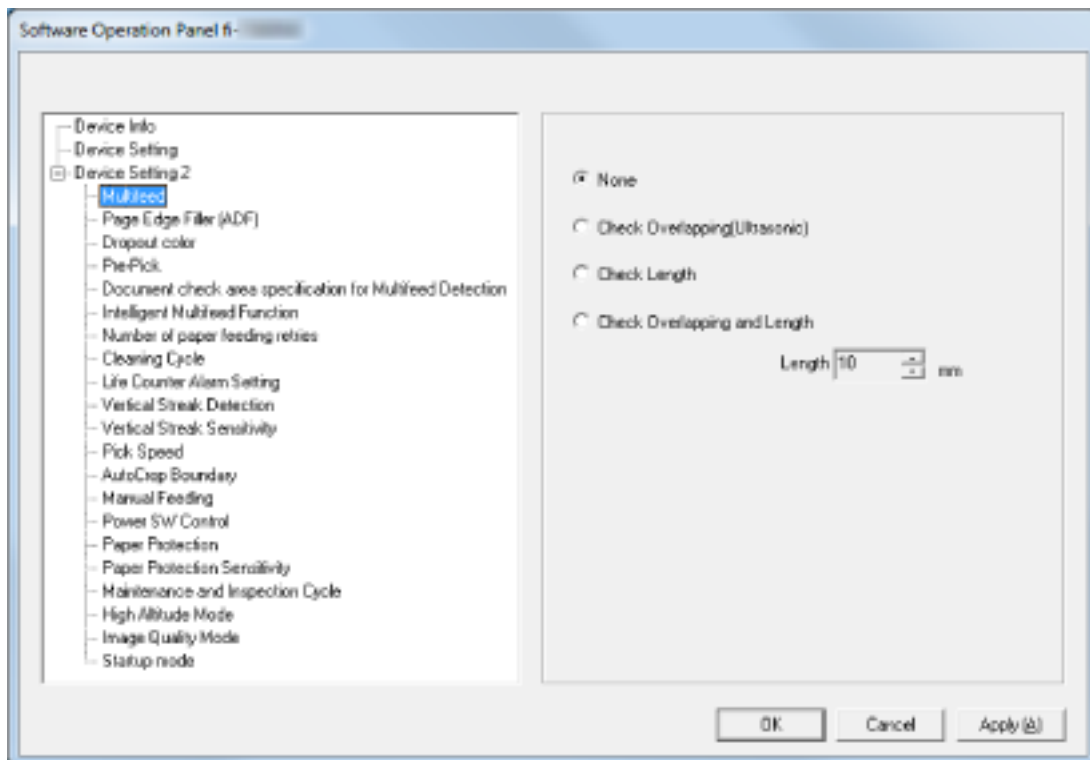 Software Operation Panel fi-
Device Info
Device Setting
Device Setting 2
Multifeed
Page Edge Filler (ADF)
Dropout color
Pre-Pick
Document check area specification for Multifeed Detection
Intelligent Multifeed Function
Number of paper feeding retries
Cleaning Cycle
Life Counter Alarm Setting
Vertical Streak Detection
Vertical Streak Sensitivity
Pick Speed
AutoCrop Boundary
Manual Feeding
Power SW Control
Paper Protection
Paper Protection Sensitivity
Maintenance and Inspection Cycle
High Altitude Mode
Image Quality Mode
Startup mode
None
Check Overlapping(Ultrasonic)
Check Length
Check Overlapping and Length
Length 10 mm
OK Cancel Apply (A)